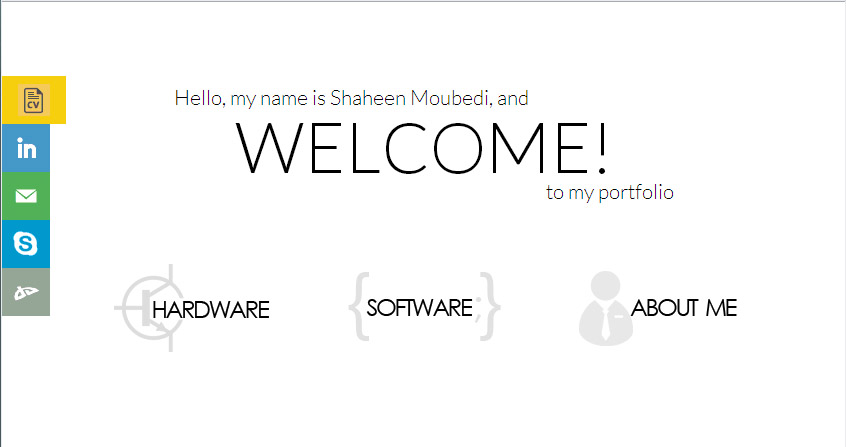 Hello, my name is Shaheen Moubedi, and
WELCOME!
to my portfolio
CV
in
S
HARDWARE
{ SOFTWARE ;}
ABOUT ME